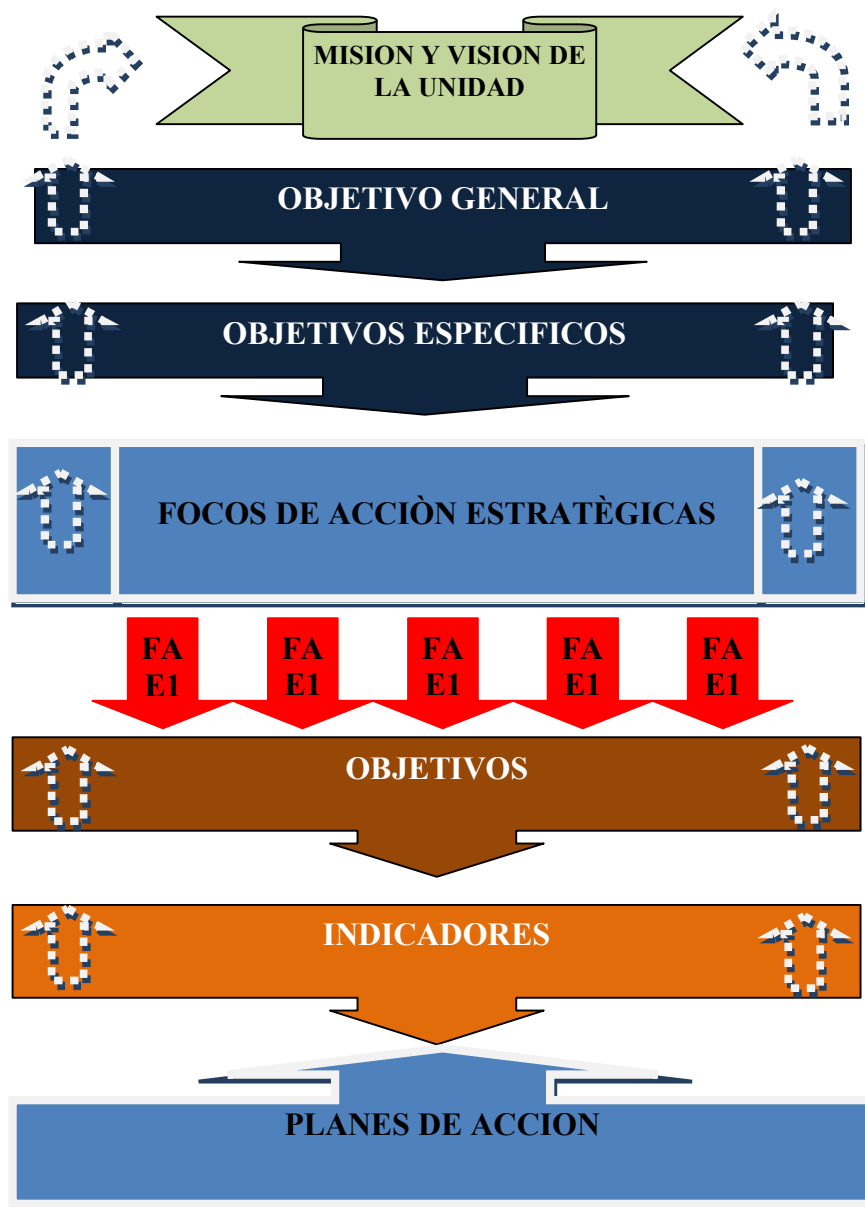 MISION Y VISION DE
LA UNIDAD
OBJETIVO GENERAL
OBJETIVOS ESPECIFICOS
FOCOS DE ACCIÒN ESTRATÈGICAS
FA
E1
FA
E1
FA
E1
FA
E1
FA
E1
OBJETIVOS
INDICADORES
PLANES DE ACCION